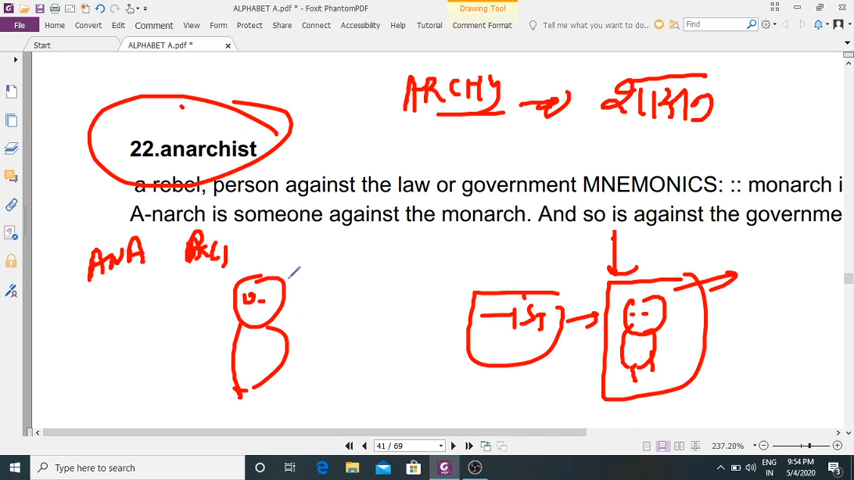 ALPHABET A.pdf * - Foxit PhantomPDF
Drawing Tool
File Home Convert Edit Organize Comment View Form Protect Share Connect Accessibility Help Tutorial Comment Format Tell me what you want to do... Find
Start ALPHABET A.pdf *
ARCHY
शासन
22.anarchist
a rebel, person against the law or government MNEMONICS: :: monarch i
A-narch is someone against the monarch. And so is against the governme
ANA
41 / 69 237.20%
Type here to search
ENG 9:54 PM
IN 5/4/2020
3